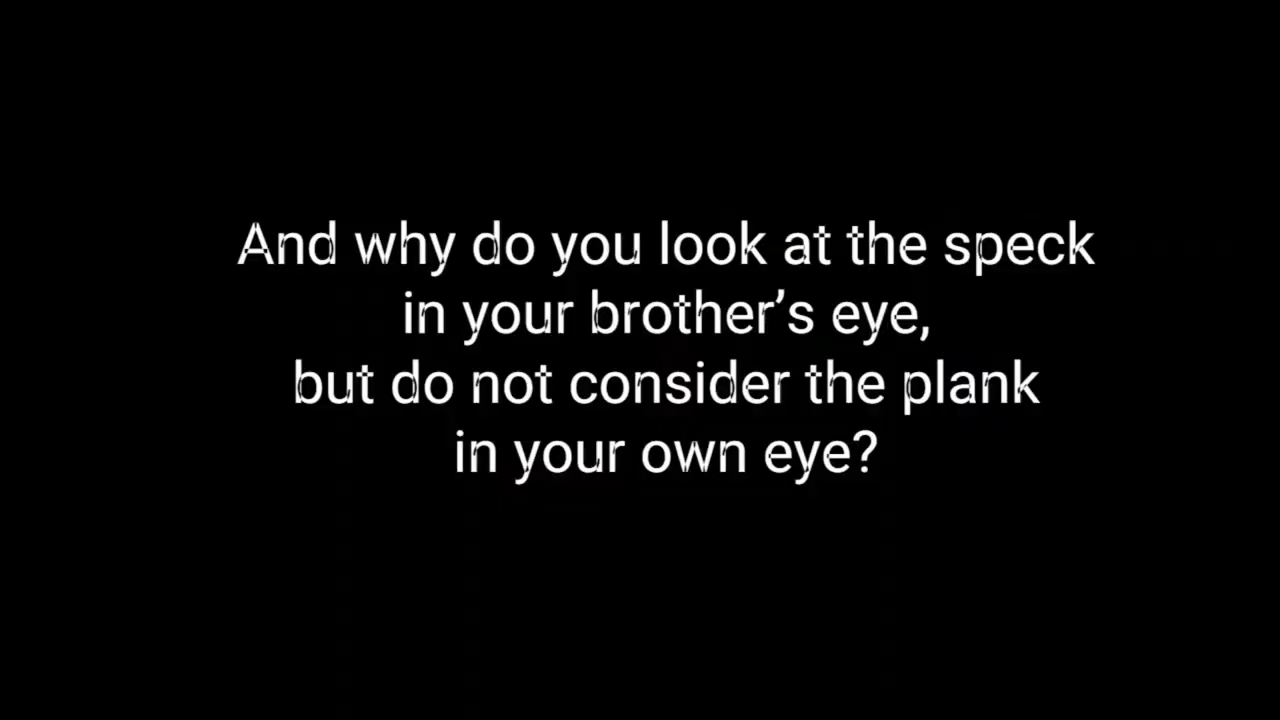 And why do you look at the speck
in your brother’s eye,
but do not consider the plank
in your own eye?